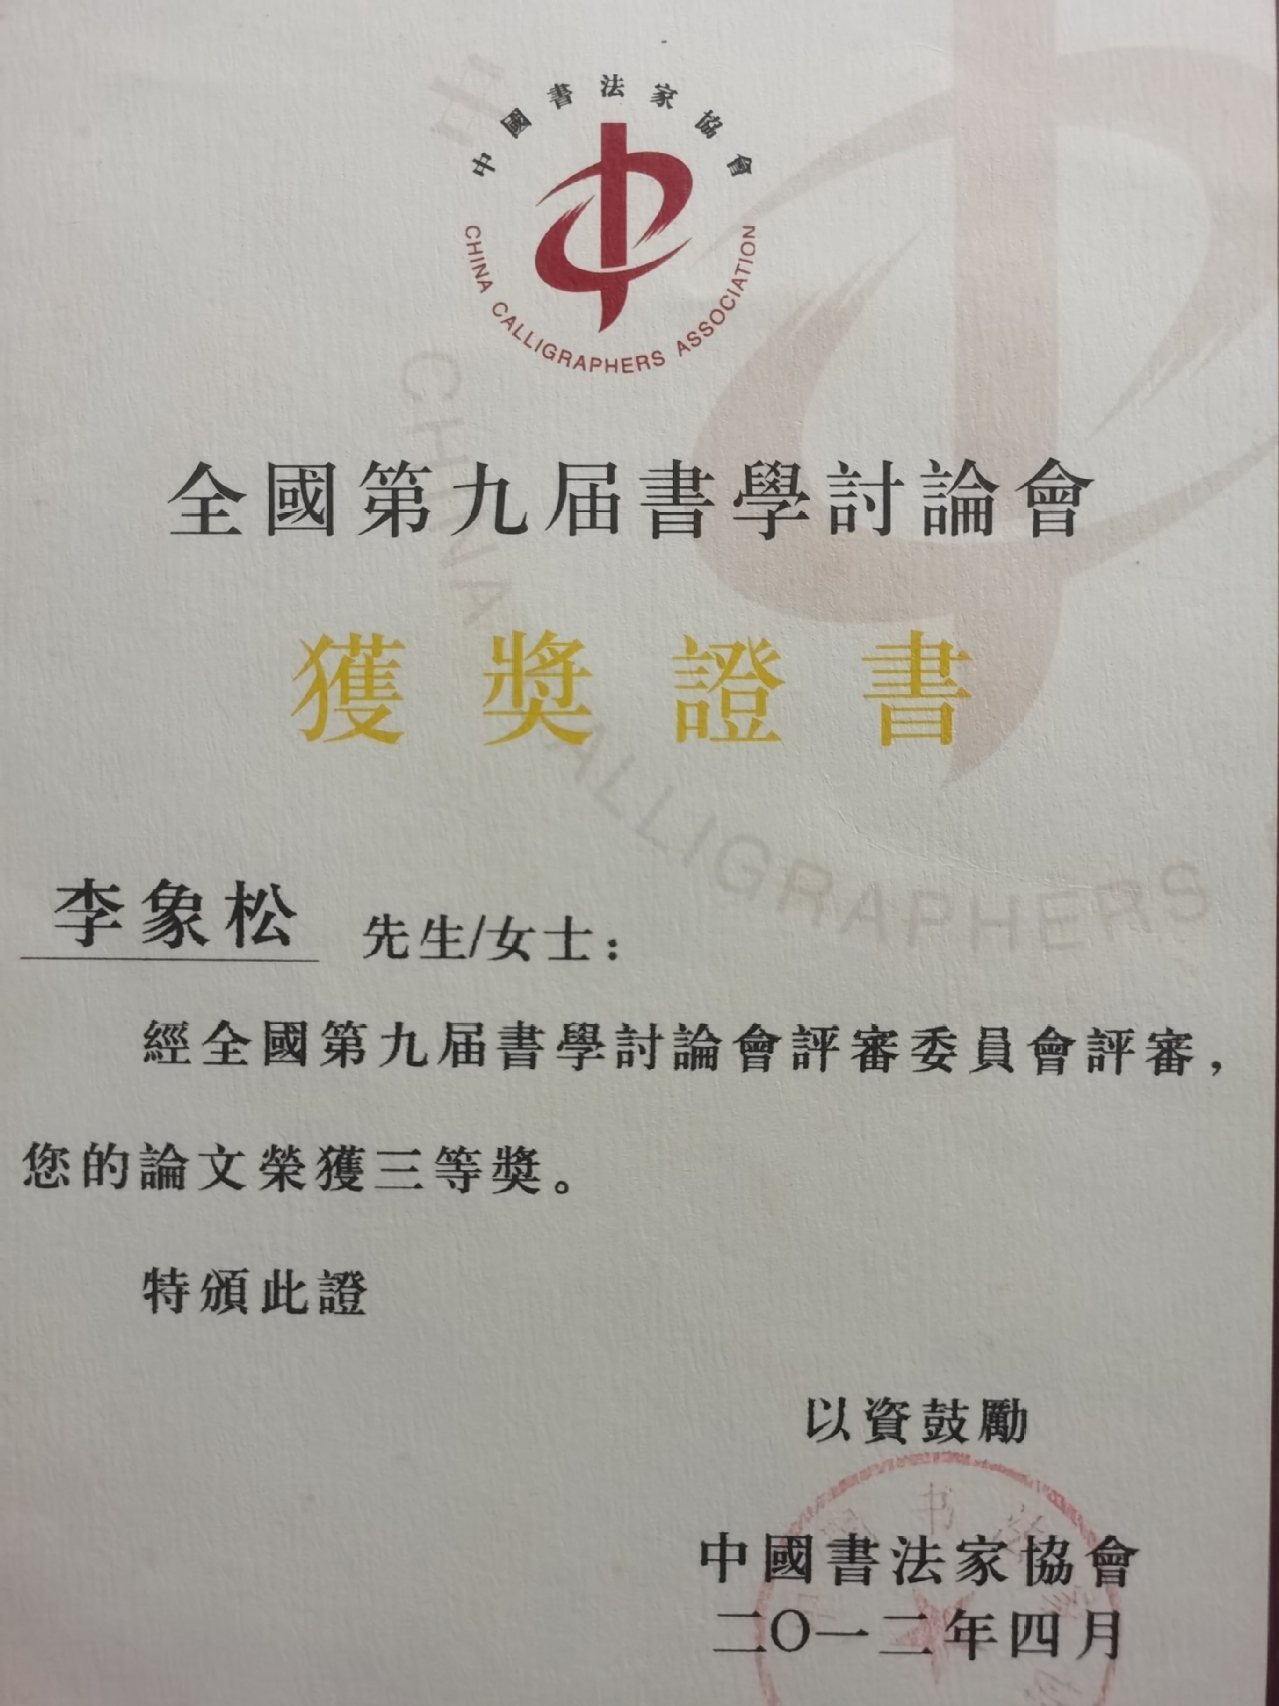 中國書法家協會
CHINA CALLIGRAPHERS ASSOCIATION
全國第九届書學討論會
獲獎證書
李象松 先生/女士：
經全國第九届書學討論會評審委員會評審，
您的論文榮獲三等獎。
特頒此證
以資鼓勵
中國書法家協會
二〇一二年四月